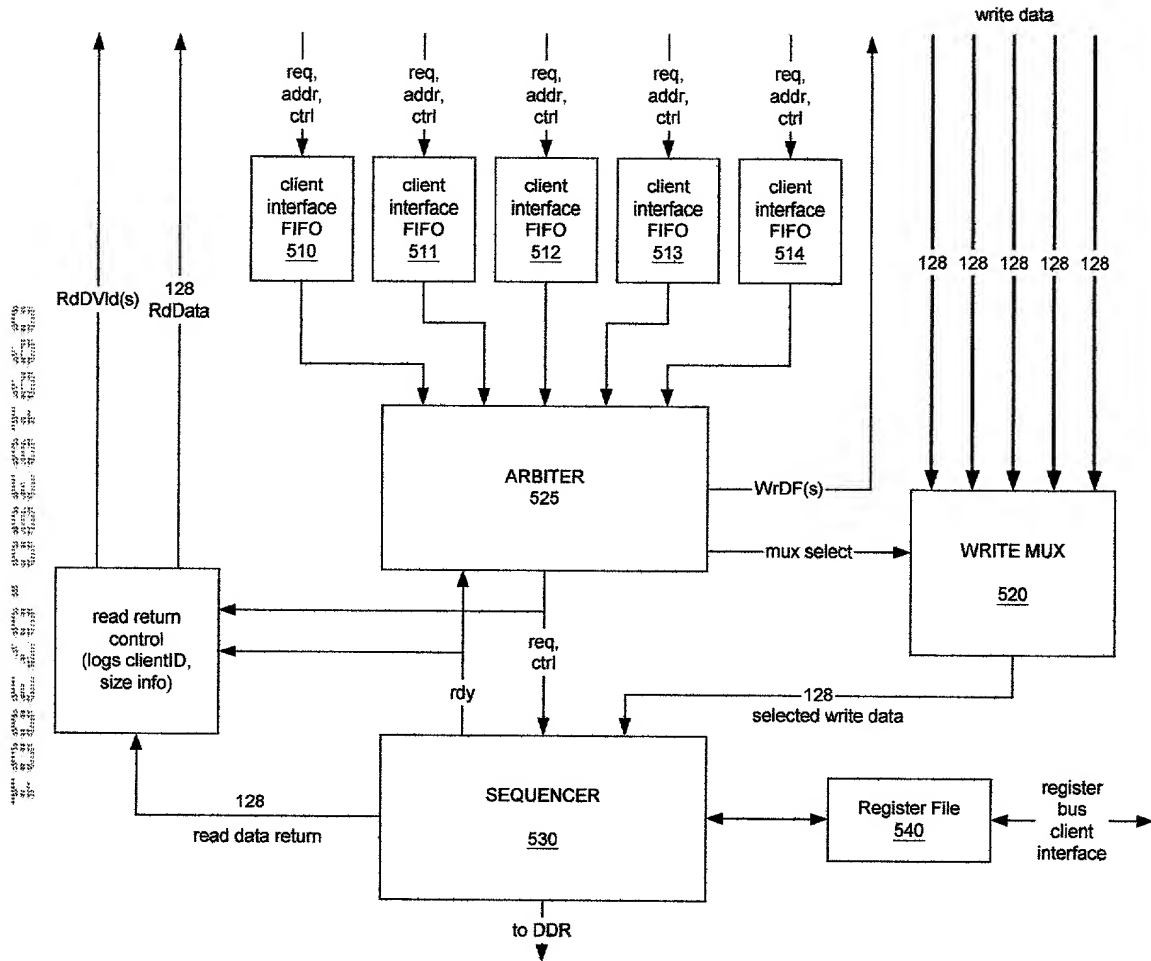 write data
req,
addr,
ctrl
req,
addr,
ctrl
req,
addr,
ctrl
req,
addr,
ctrl
req,
addr,
ctrl
client
interface
FIFO
510
client
interface
FIFO
511
client
interface
FIFO
512
client
interface
FIFO
513
client
interface
FIFO
514
128
128
128
128
128
RdDVld(s)
128
RdData
ARBITER
525
WrDF(s)
mux select
WRITE MUX
520
read return
control
(logs clientID,
size info)
req,
ctrl
rdy
128
selected write data
SEQUENCER
530
128
read data return
Register File
540
register
bus
client
interface
to DDR